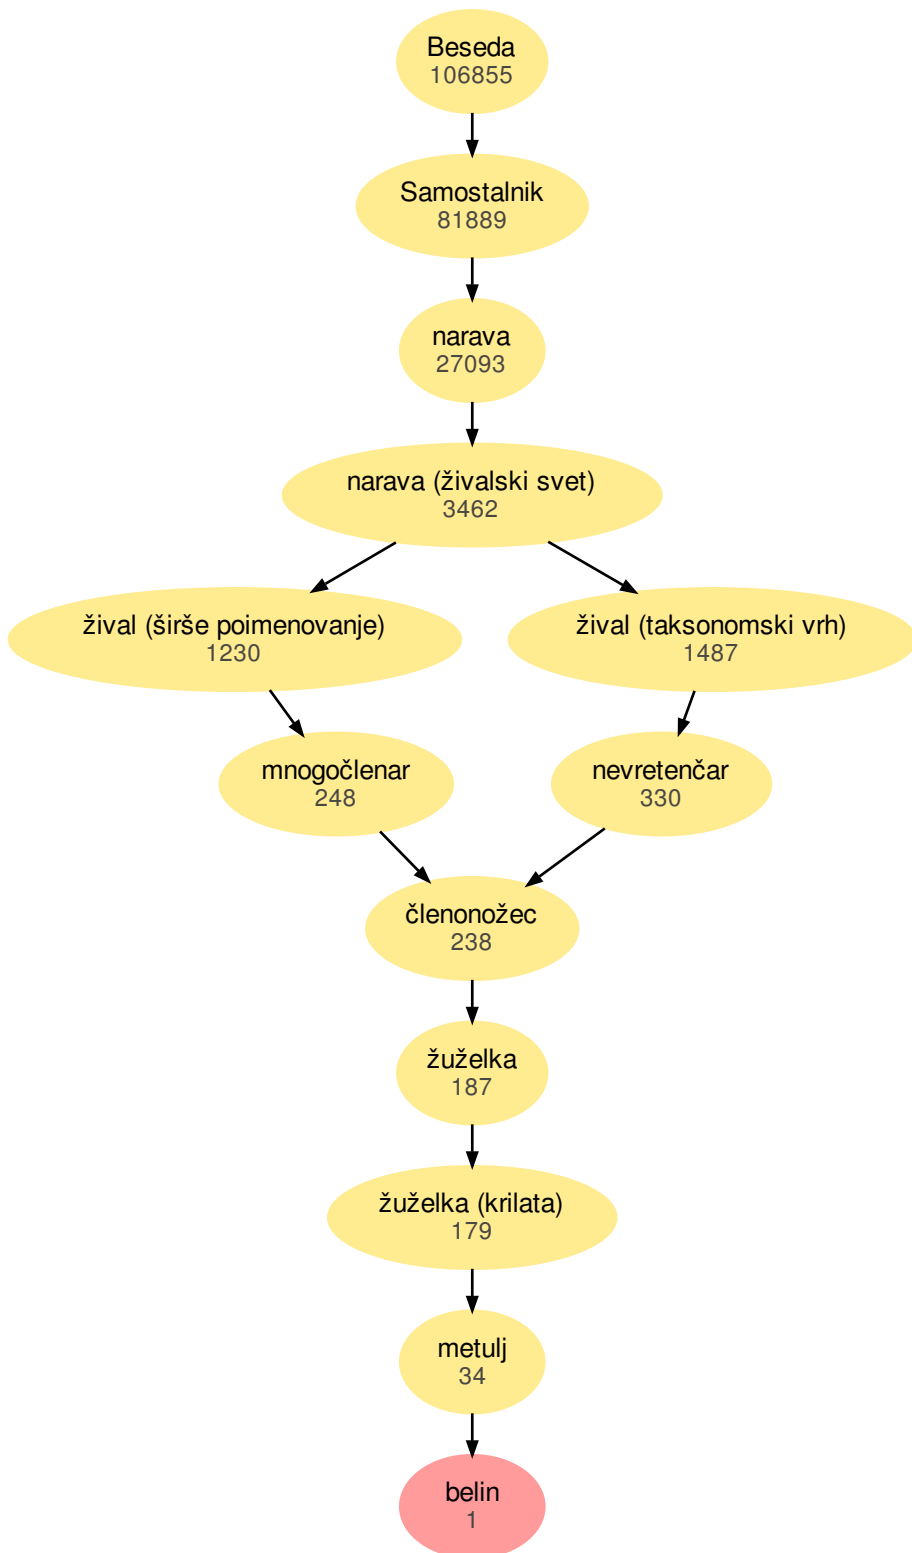 Beseda
106855
Samostalnik
81889
narava
27093
narava (živalski svet)
3462
žival (širše poimenovanje)
1230
žival (taksonomski vrh)
1487
mnogočlenar
248
nevretenčar
330
členonožec
238
žuželka
187
žuželka (krilata)
179
metulj
34
belin
1